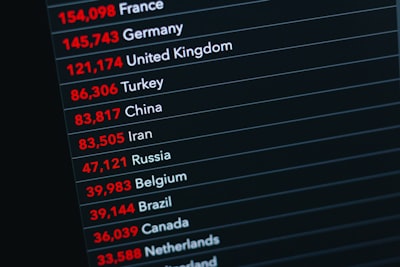 154,098 France
145,743 Germany
121,174 United Kingdom
86,306 Turkey
83,817 China
83,505 Iran
47,121 Russia
39,983 Belgium
39,144 Brazil
36,039 Canada
33,588 Netherlands